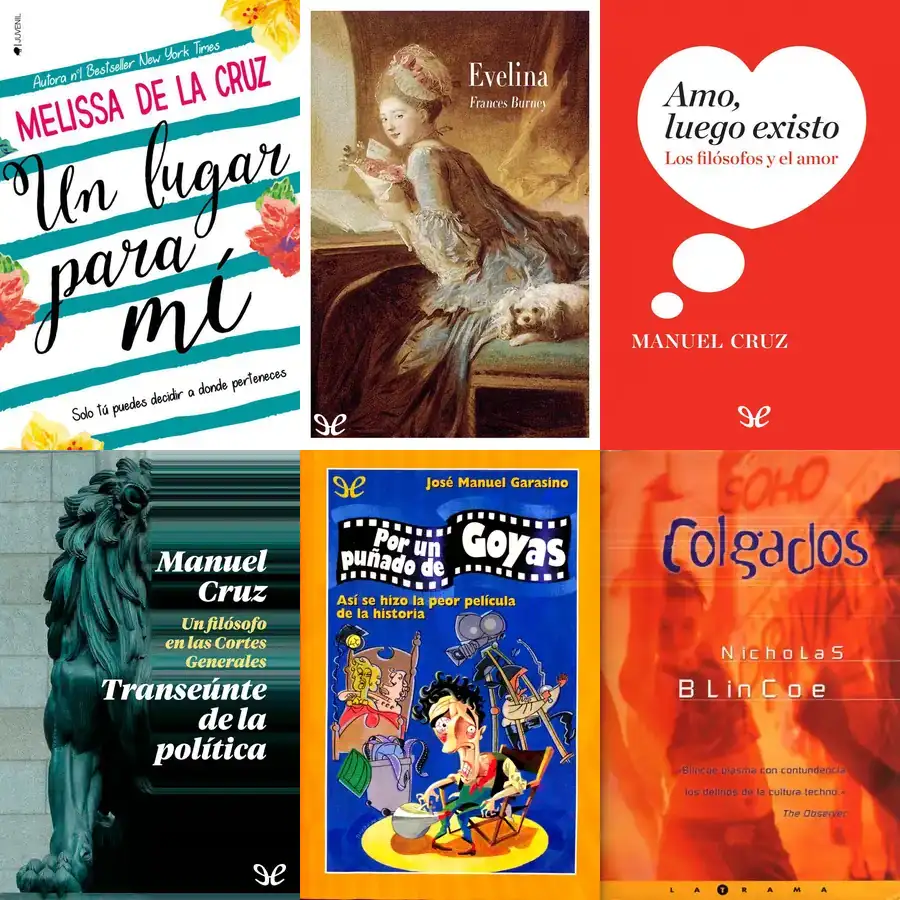 JUVENIL
Autora nº1 Bestseller New York Times
MELISSA DE LA CRUZ
Un lugar
para
mí
Solo tú puedes decidir a donde perteneces
Evelina
Frances Burney
Amo,
luego existo
Los filósofos y el amor
MANUEL CRUZ
Manuel
Cruz
Un filósofo
en las Cortes
Generales
Transeúnte
de la
política
José Manuel Garasino
Por un
puñado de
Goyas
Así se hizo la peor película
de la historia
SOHO
Colgados
NicholaS
BLinCoe
«Blincoe plasma con contundencia
los delirios de la cultura techno.»
The Observer
LA TRAMA